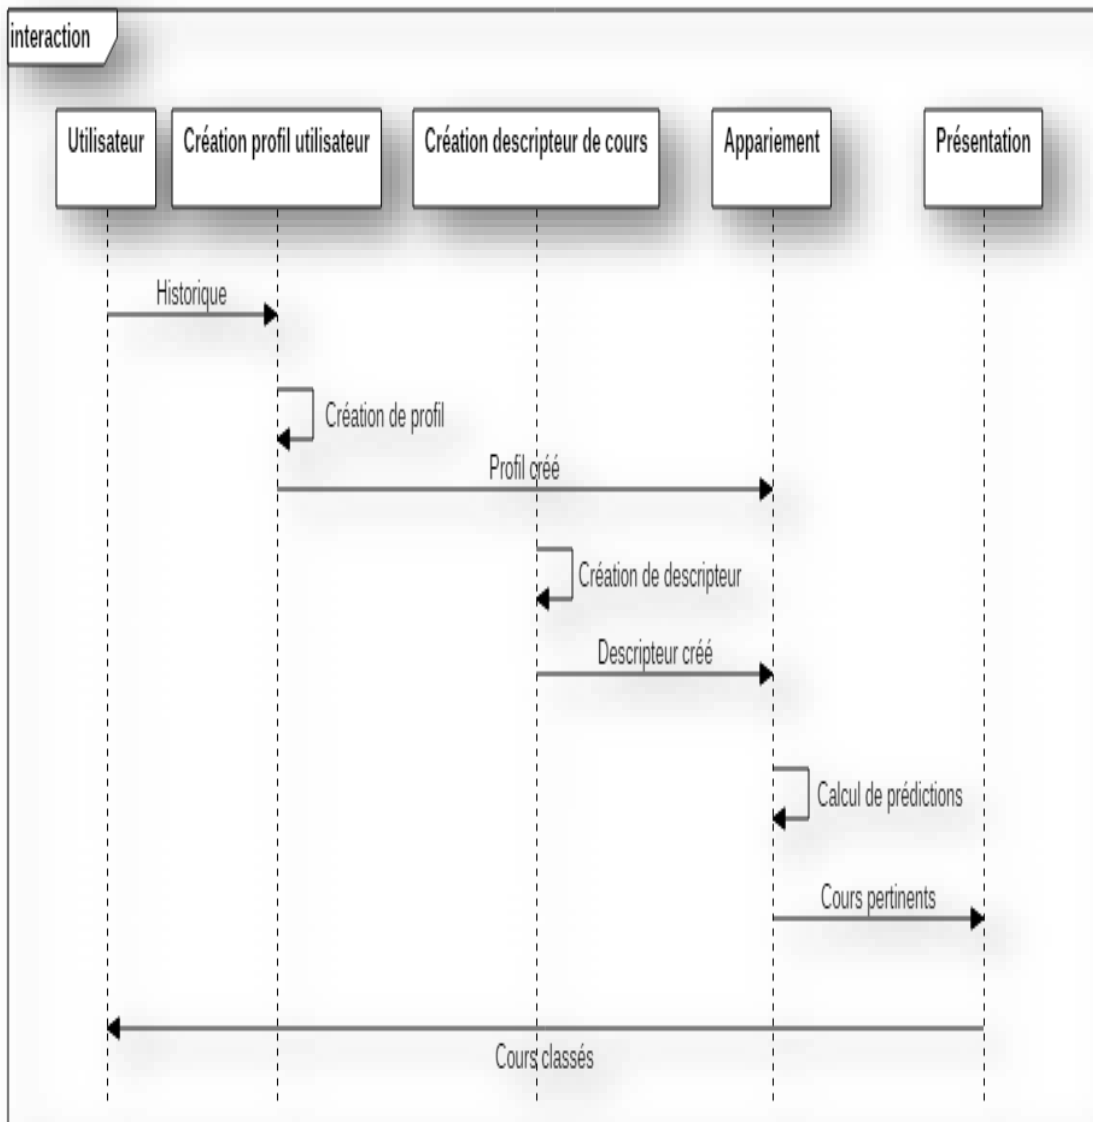 interaction
Utilisateur
Création profil utilisateur
Création descripteur de cours
Appariement
Présentation
Historique
Création de profil
Profil créé
Création de descripteur
Descripteur créé
Calcul de prédictions
Cours pertinents
Cours classés